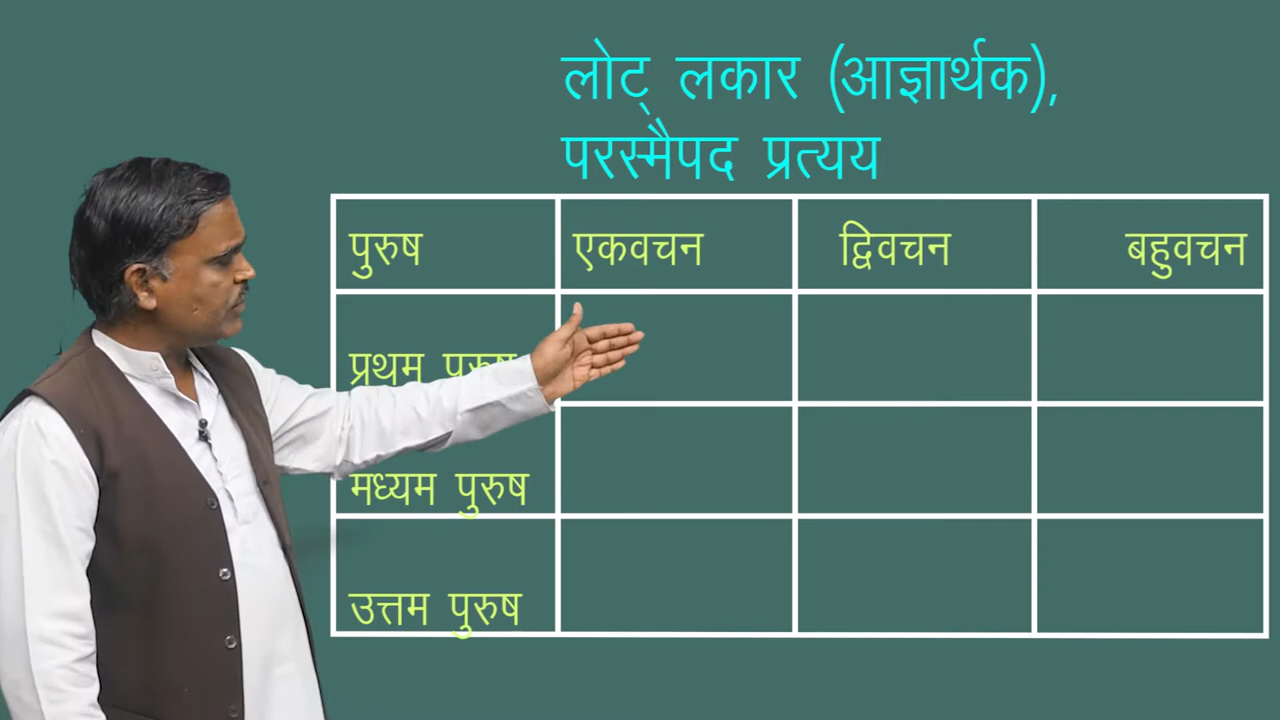 लोट् लकार (आज्ञार्थक),
परस्मैपद प्रत्यय
पुरुष एकवचन द्विवचन बहुवचन
प्रथम पुरुष
मध्यम पुरुष
उत्तम पुरुष